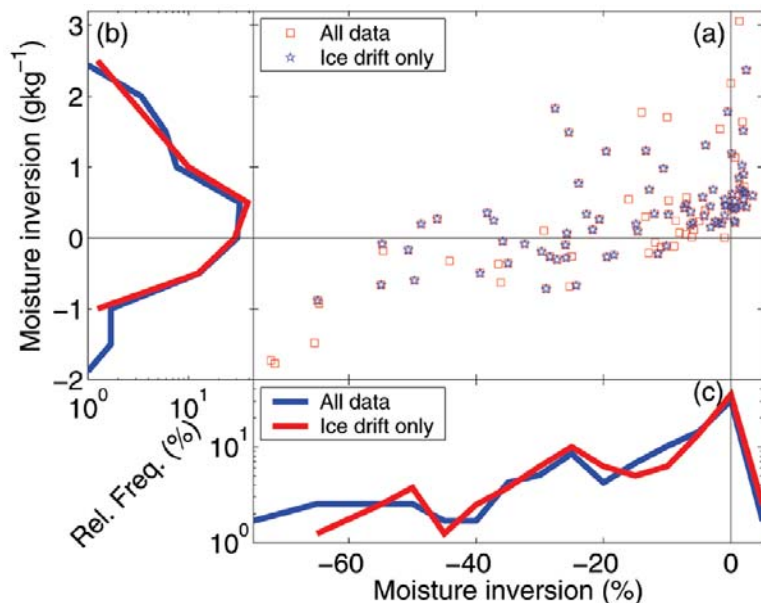 (b)
(a)
All data
Ice drift only
Moisture inversion (gkg⁻¹)
3
2
1
0
−1
−2
10⁰
10¹
Rel. Freq. (%)
(c)
All data
Ice drift only
10¹
10⁰
−60
−40
−20
0
Moisture inversion (%)